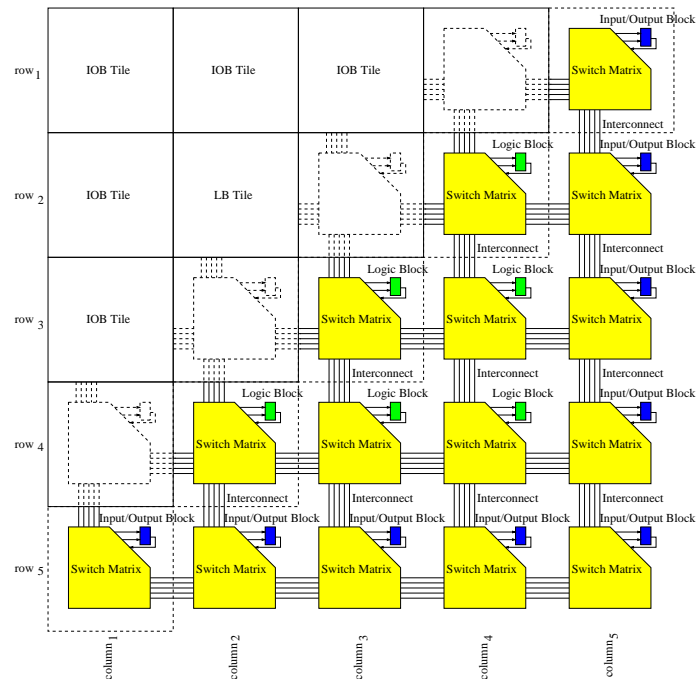 Input/Output Block
row 1
IOB Tile
IOB Tile
IOB Tile
Switch Matrix
Interconnect
Logic Block
Input/Output Block
row 2
IOB Tile
LB Tile
Switch Matrix
Switch Matrix
Interconnect
Interconnect
Logic Block
Logic Block
Input/Output Block
row 3
IOB Tile
Switch Matrix
Switch Matrix
Switch Matrix
Interconnect
Interconnect
Interconnect
Logic Block
Logic Block
Logic Block
Input/Output Block
row 4
Switch Matrix
Switch Matrix
Switch Matrix
Switch Matrix
Interconnect
Interconnect
Interconnect
Interconnect
Input/Output Block
Input/Output Block
Input/Output Block
Input/Output Block
Input/Output Block
row 5
Switch Matrix
Switch Matrix
Switch Matrix
Switch Matrix
Switch Matrix
column 1
column 2
column 3
column 4
column 5